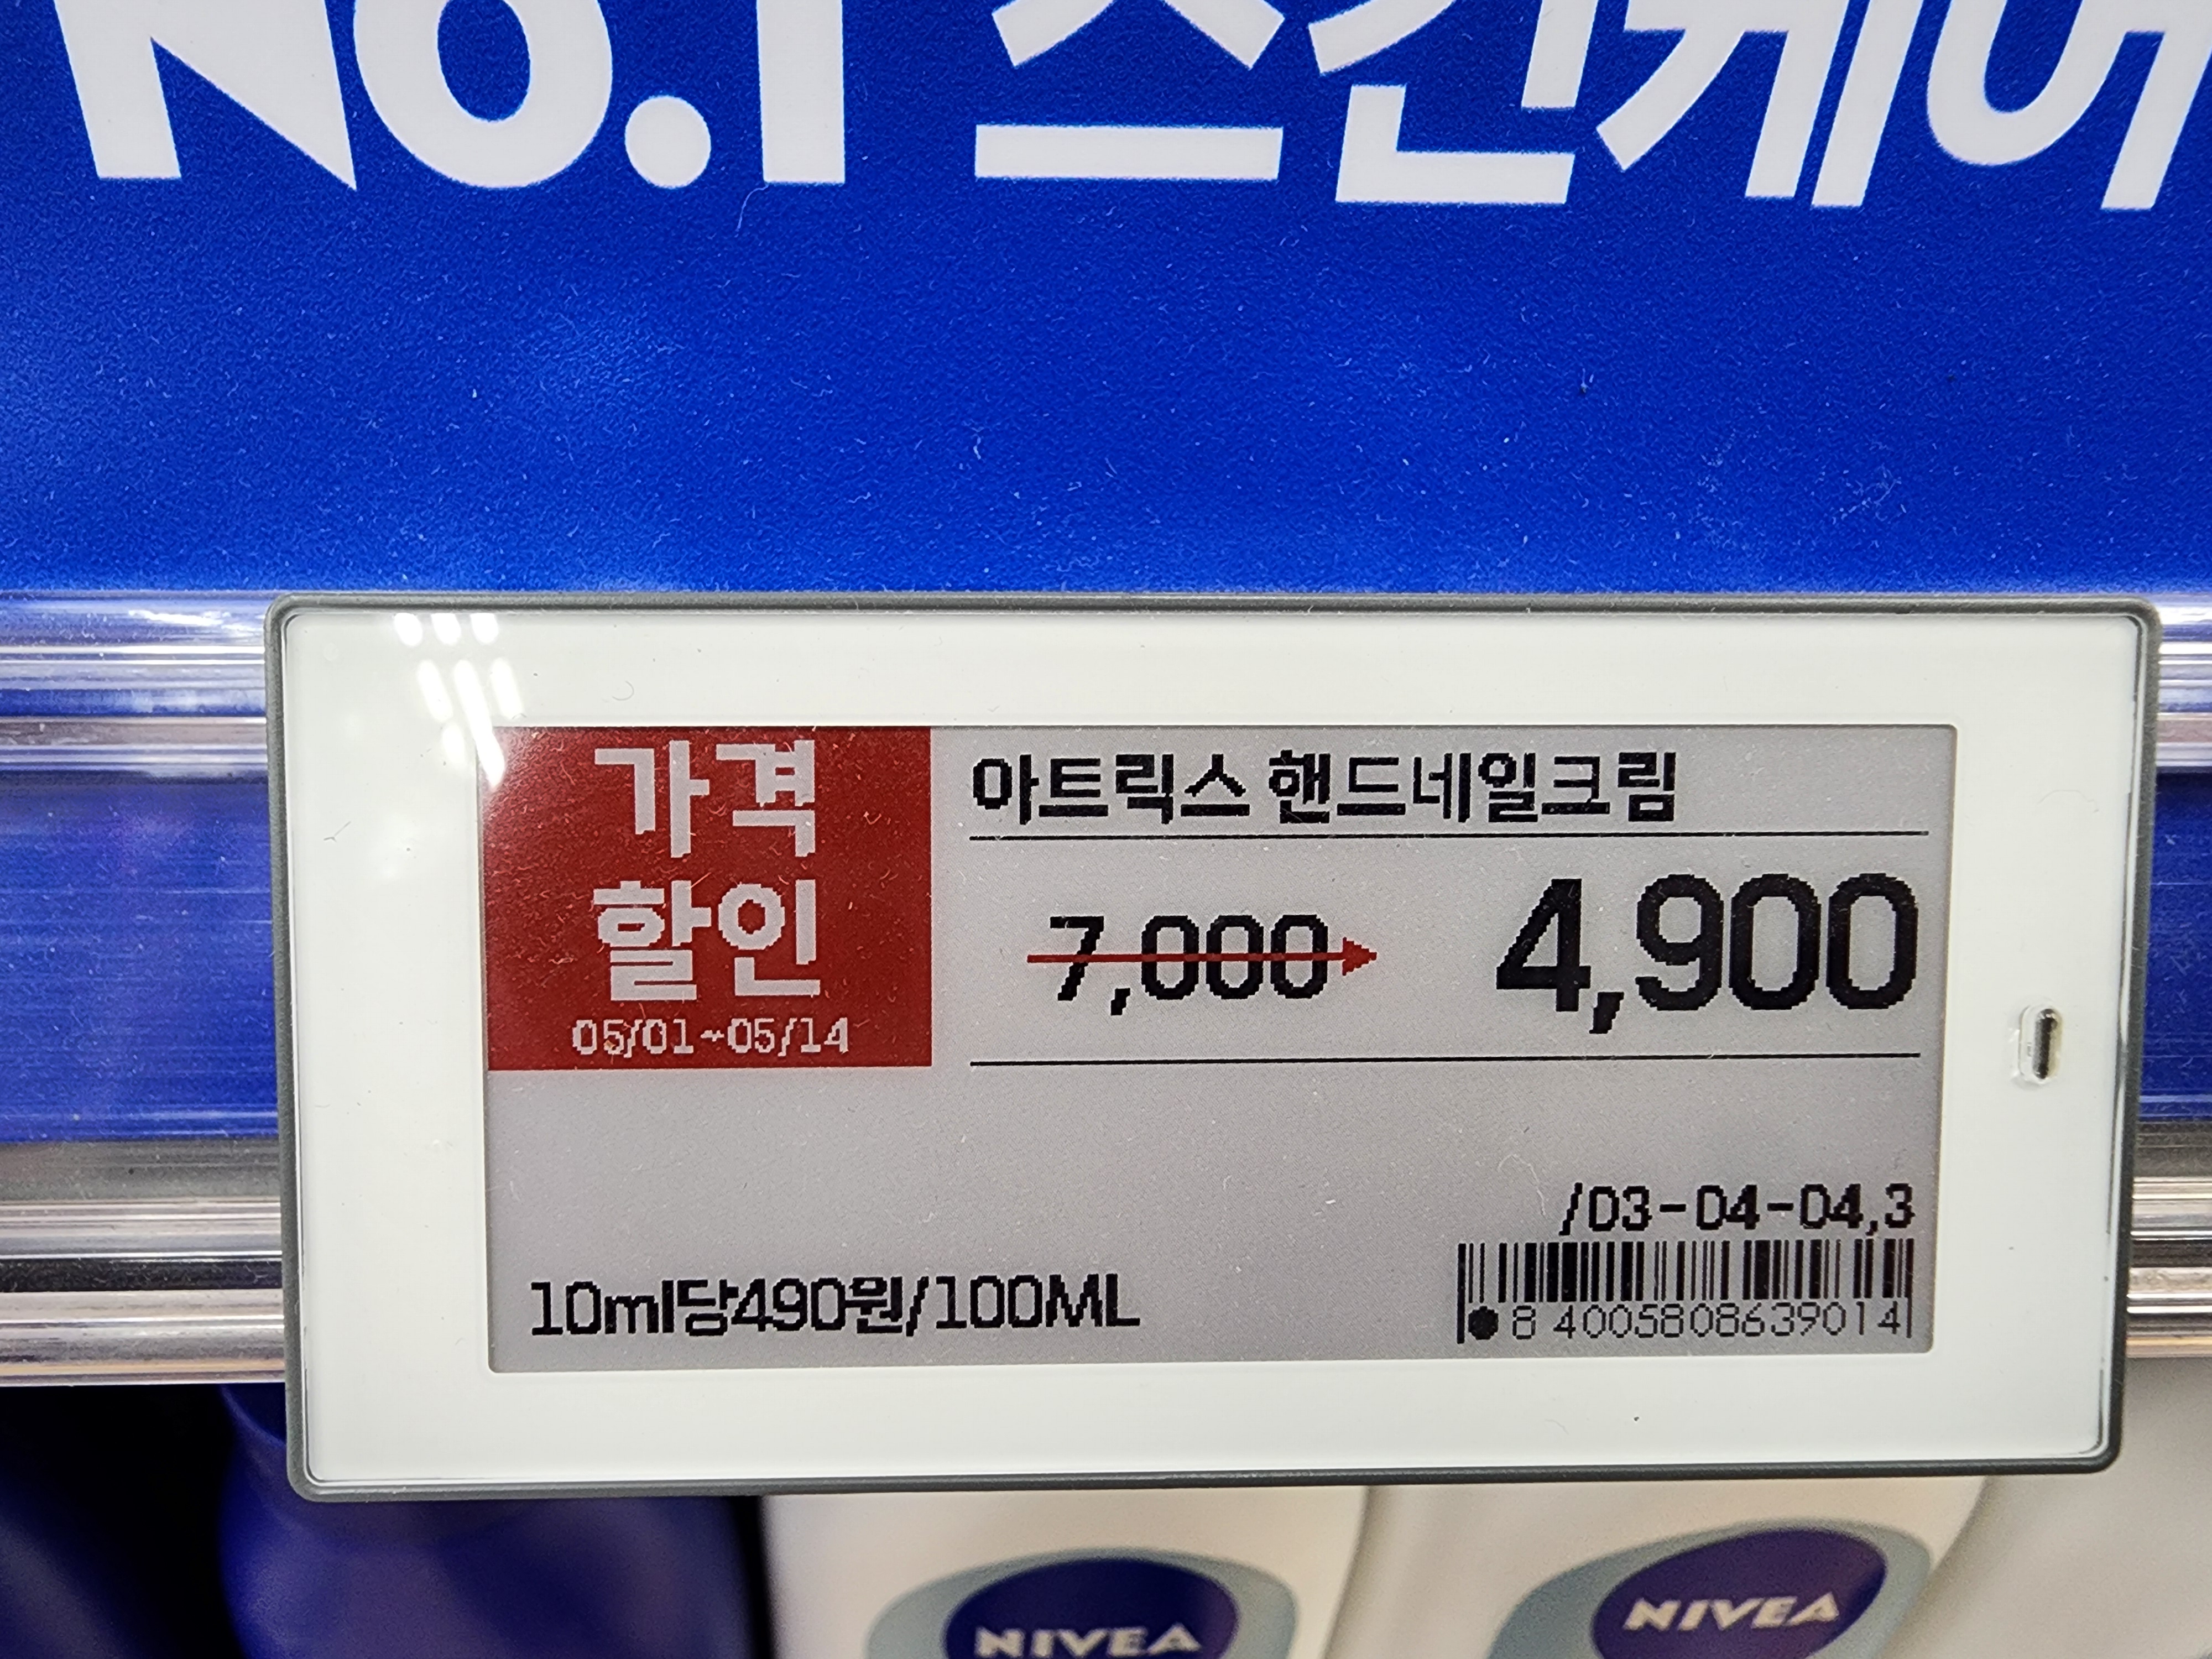 No.1 스킨케어
가격
할인
05/01~05/14
아트릭스 핸드네일크림
7,000
4,900
/03-04-04,3
10ml당490원/100ML
8 4005808639014
NIVEA
NIVEA